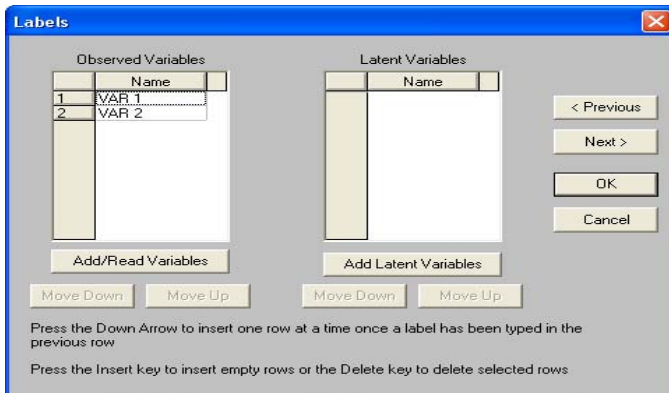 Labels
Observed Variables
Latent Variables
Name
Name
1 VAR 1
2 VAR 2
< Previous
Next >
OK
Cancel
Add/Read Variables
Add Latent Variables
Move Down
Move Up
Move Down
Move Up
Press the Down Arrow to insert one row at a time once a label has been typed in the
previous row
Press the Insert key to insert empty rows or the Delete key to delete selected rows